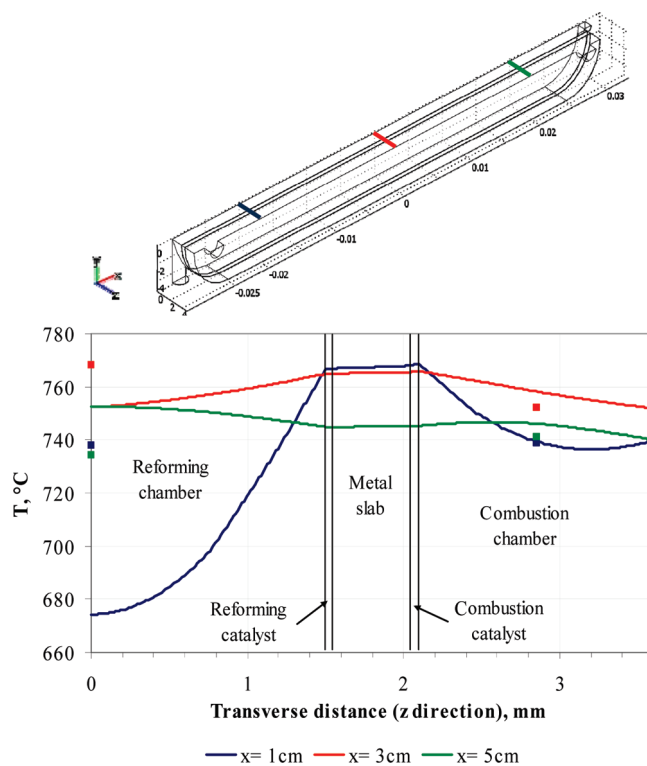 0.03
0.02
0.01
0
-0.01
-0.02
-0.025
0
-2
-4
0 2
780
760
740
720
700
680
660
T, °C
Reforming
chamber
Metal
slab
Combustion
chamber
Reforming
catalyst
Combustion
catalyst
0
1
2
3
Transverse distance (z direction), mm
x= 1cm
x= 3cm
x= 5cm